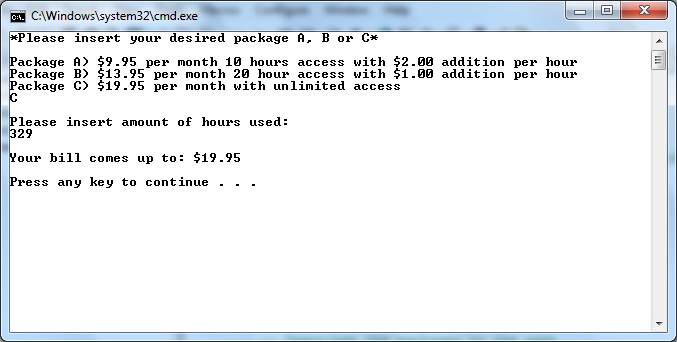 Configure Window Help
C:\Windows\system32\cmd.exe
*Please insert your desired package A, B or C*
Package A) $9.95 per month 10 hours access with $2.00 addition per hour
Package B) $13.95 per month 20 hour access with $1.00 addition per hour
Package C) $19.95 per month with unlimited access
C
Please insert amount of hours used:
329
Your bill comes up to: $19.95
Press any key to continue . . .